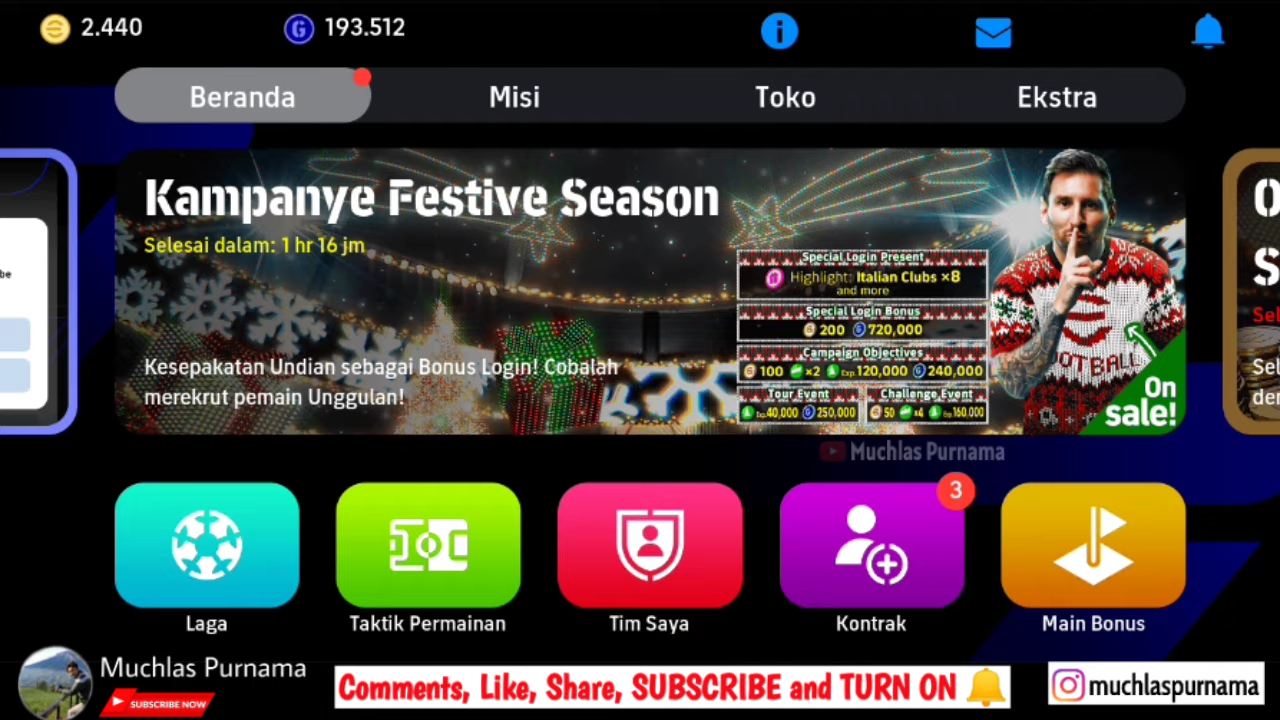 2.440
193.512
Beranda
Misi
Toko
Ekstra
Kampanye Festive Season
Selesai dalam: 1 hr 16 jm
Kesepakatan Undian sebagai Bonus Login! Cobalah
merekrut pemain Unggulan!
Special Login Present
Highlight: Italian Clubs ×8
and more
Special Login Bonus
200 720,000
Campaign Objectives
100 ×2 Exp.120,000 240,000
Tour Event
Exp.40,000 250,000
Challenge Event
50 ×4 Exp.160,000
On
sale!
be
O
S
Sel
Sel
der
Muchlas Purnama
3
Laga
Taktik Permainan
Tim Saya
Kontrak
Main Bonus
Muchlas Purnama
SUBSCRIBE NOW
Comments, Like, Share, SUBSCRIBE and TURN ON
muchlaspurnama